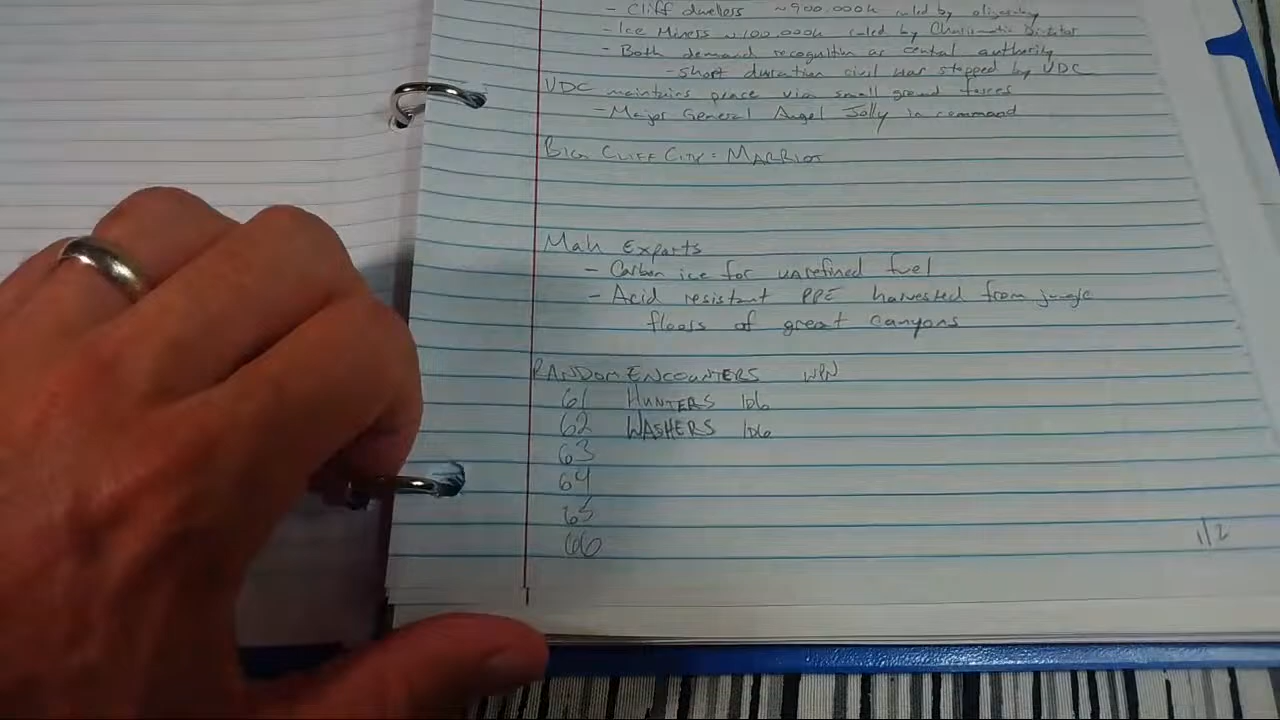 - Cliff dwellers ~900.000k ruled by oligarchy
- Ice Miners ~100.000k ruled by Charismatic Dictator
- Both demand recognition as central authority
- Short duration civil war stopped by UDC
UDC maintains peace via small ground forces
- Major General Angel Jolly in command
BIG CLIFF CITY: MARRIOT
Main Exports
- Carbon ice for unrefined fuel
- Acid resistant PPE harvested from jungle
floors of great canyons
RANDOM ENCOUNTERS
61 HUNTERS 1D6
62 WASHERS 1D6
63
64
65
66
1/2